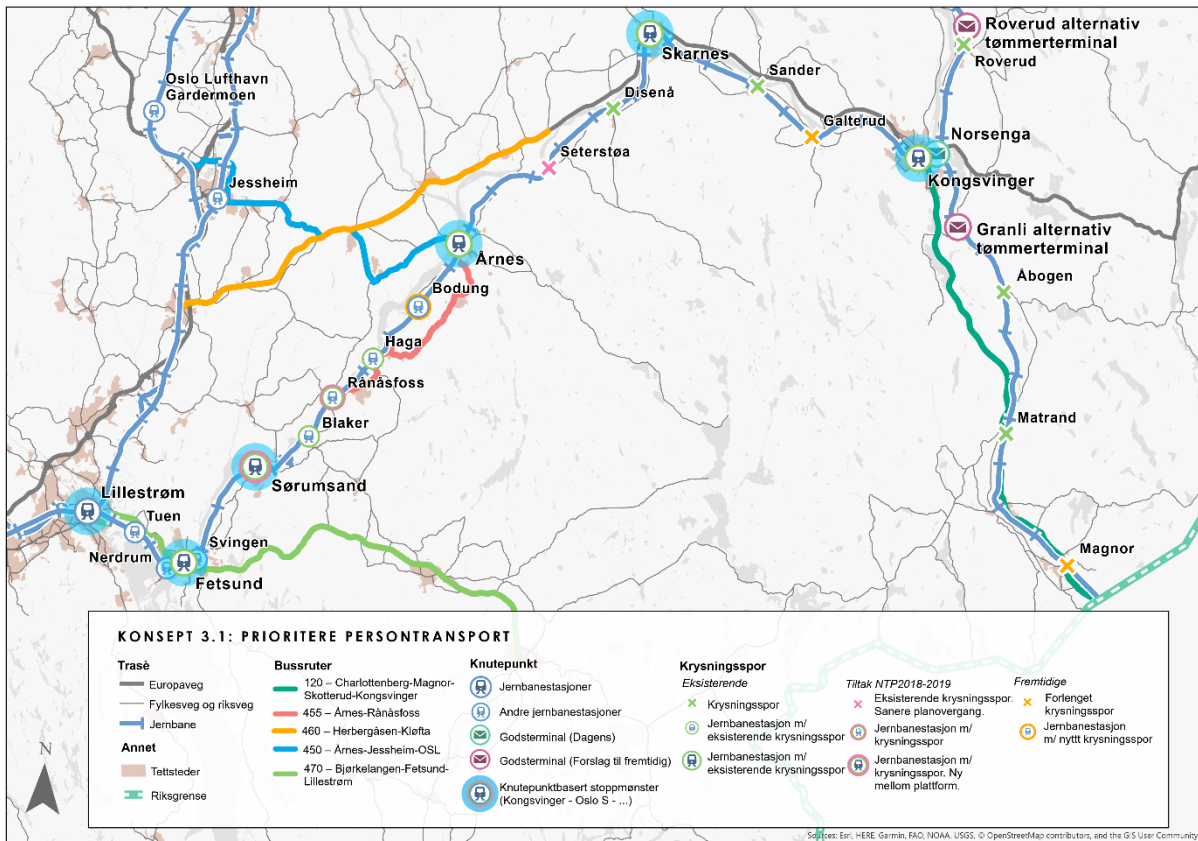 Roverud alternativ
tømmerterminal
Roverud
Skarnes
Sander
Oslo Lufthavn
Gardermoen
Disenå
Galterud
Norsenga
Seterstøa
Kongsvinger
Jessheim
Granli alternativ
tømmerterminal
Årnes
Åbogen
Bodung
Haga
Rånåsfoss
Blaker
Matrand
Sørumsand
Lillestrøm
Tuen
Svingen
Nerdrum
Fetsund
Magnor
KONSEPT 3.1: PRIORITERE PERSONTRANSPORT
Trasè
Europaveg
Fylkesveg og riksveg
Jernbane
Annet
Tettsteder
Riksgrense
N
Bussruter
120 – Charlottenberg-Magnor-
Skotterud-Kongsvinger
455 – Årnes-Rånåsfoss
460 – Herbergåsen-Kløfta
450 – Årnes-Jessheim-OSL
470 – Bjørkelangen-Fetsund-
Lillestrøm
Knutepunkt
Jernbanestasjoner
Andre jernbanestasjoner
Godsterminal (Dagens)
Godsterminal (Forslag til fremtidig)
Knutepunktbasert stoppmønster
(Kongsvinger - Oslo S - ...)
Krysningsspor
Eksisterende
Krysningsspor
Jernbanestasjon m/
eksisterende krysningsspor
Jernbanestasjon m/
eksisterende krysningsspor
Tiltak NTP2018-2019
Eksisterende krysningsspor.
Sanere planovergang.
Jernbanestasjon m/
krysningsspor
Jernbanestasjon m/
krysningsspor. Ny
mellom plattform.
Fremtidige
Forlenget
krysningsspor
Jernbanestasjon
m/ nyttt krysningsspor
Sources: Esri, HERE, Garmin, FAO, NOAA, USGS, © OpenStreetMap contributors, and the GIS User Community